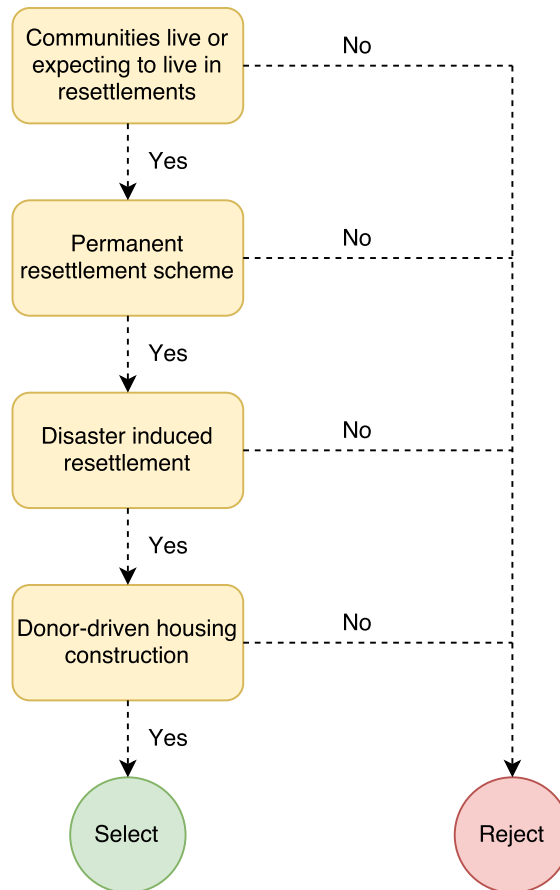 Communities live or
expecting to live in
resettlements
No
Yes
Permanent
resettlement scheme
No
Yes
Disaster induced
resettlement
No
Yes
Donor-driven housing
construction
No
Yes
Select
Reject